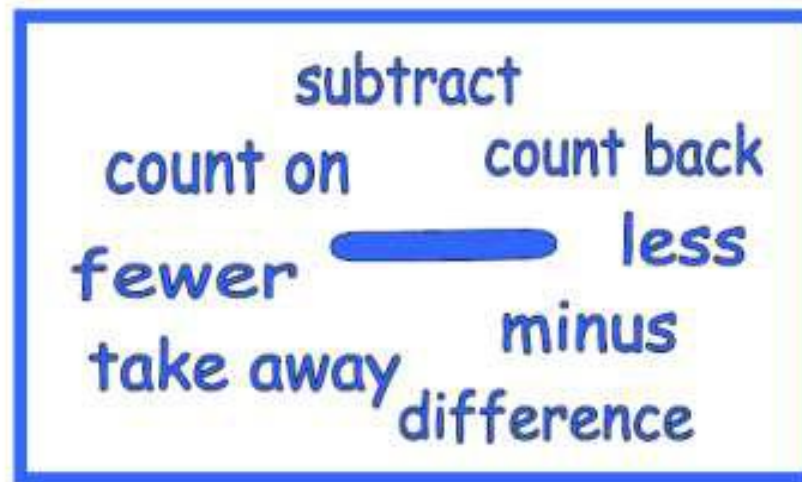 subtract
count on
count back
fewer
less
minus
take away
difference